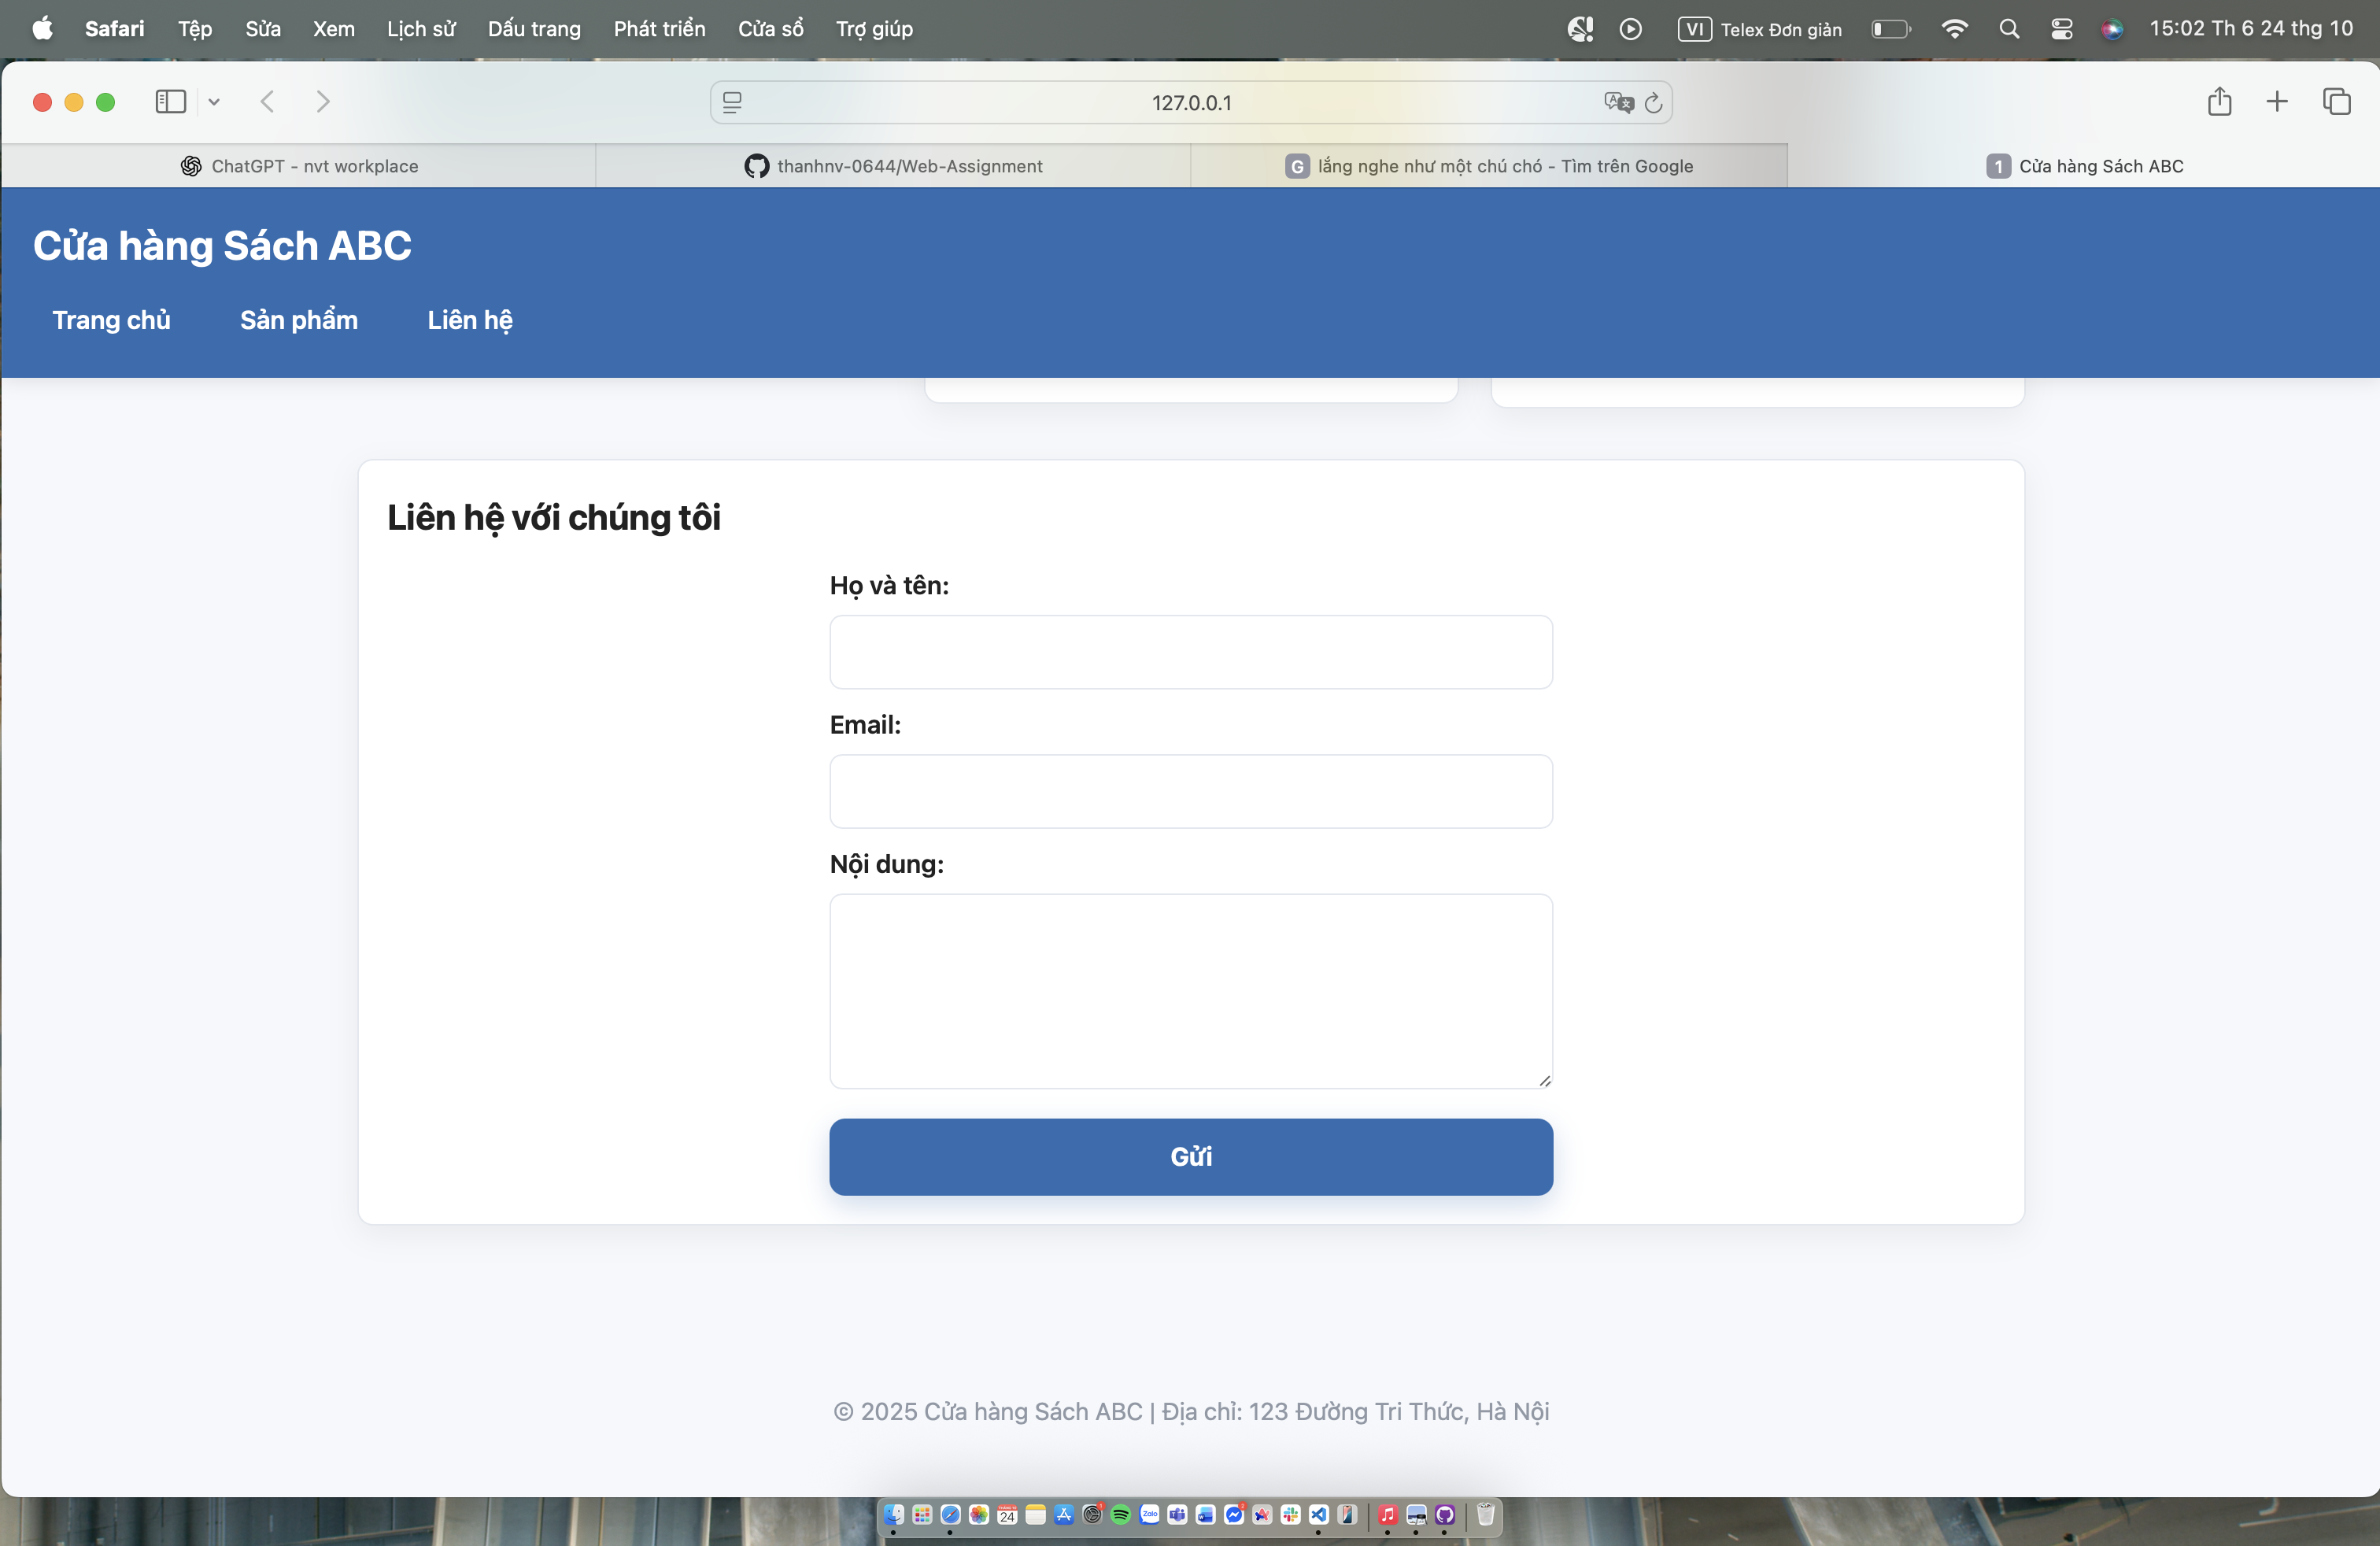 Safari Tệp Sửa Xem Lịch sử Dấu trang Phát triển Cửa sổ Trợ giúp VI Telex Đơn giản 15:02 Th 6 24 thg 10
127.0.0.1
ChatGPT - nvt workplace thanhnv-0644/Web-Assignment G lắng nghe như một chú chó - Tìm trên Google 1 Cửa hàng Sách ABC
Cửa hàng Sách ABC
Trang chủ Sản phẩm Liên hệ
Liên hệ với chúng tôi
Họ và tên:
Email:
Nội dung:
Gửi
© 2025 Cửa hàng Sách ABC | Địa chỉ: 123 Đường Tri Thức, Hà Nội
24 Zalo